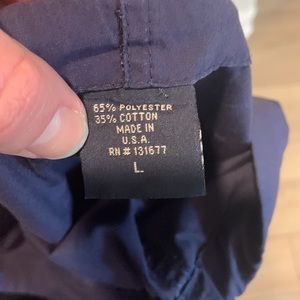 65% POLYESTER
35% COTTON
MADE IN
U.S.A.
RN # 131677
L